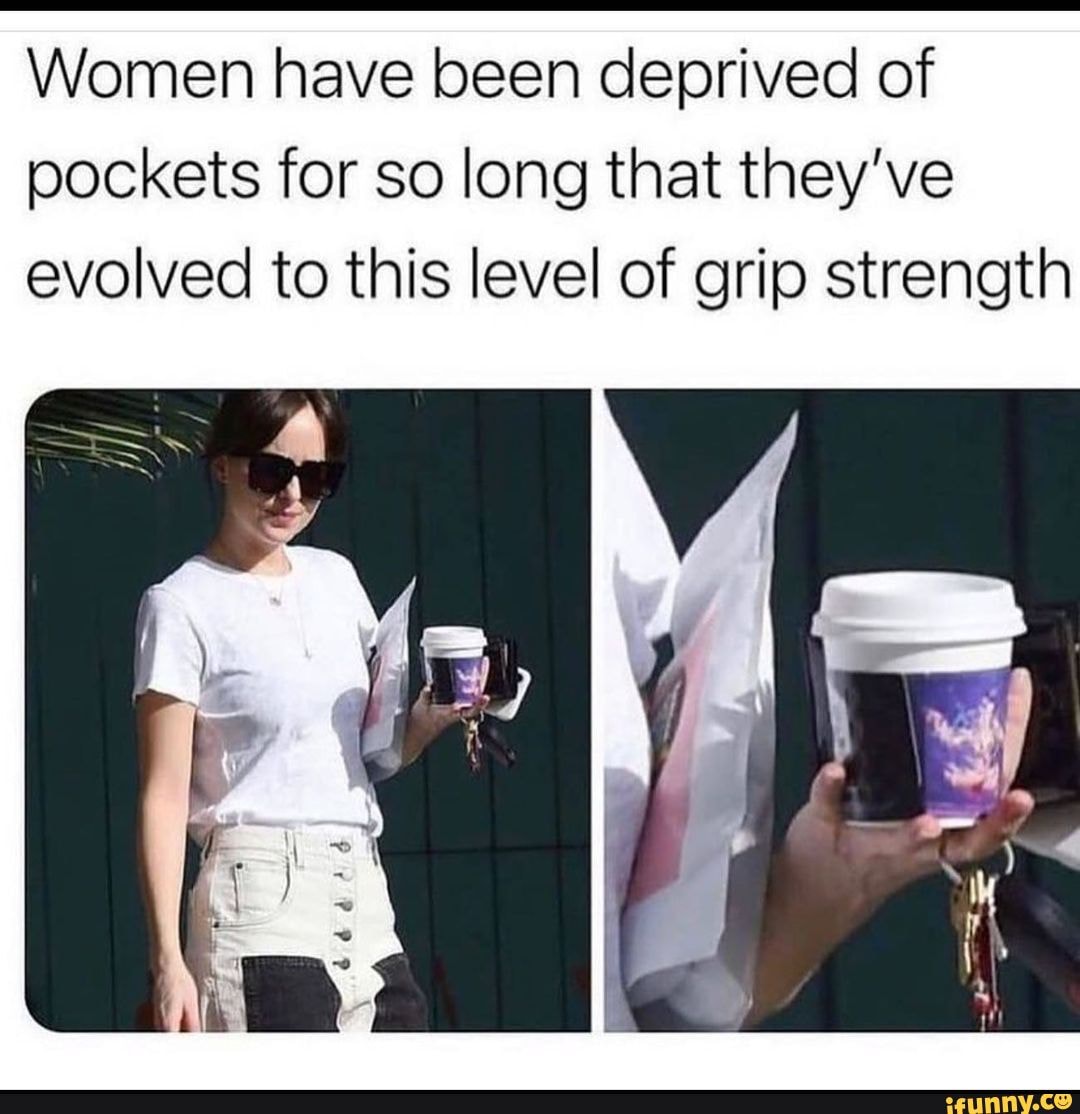 Women have been deprived of
pockets for so long that they've
evolved to this level of grip strength
ifunny.co